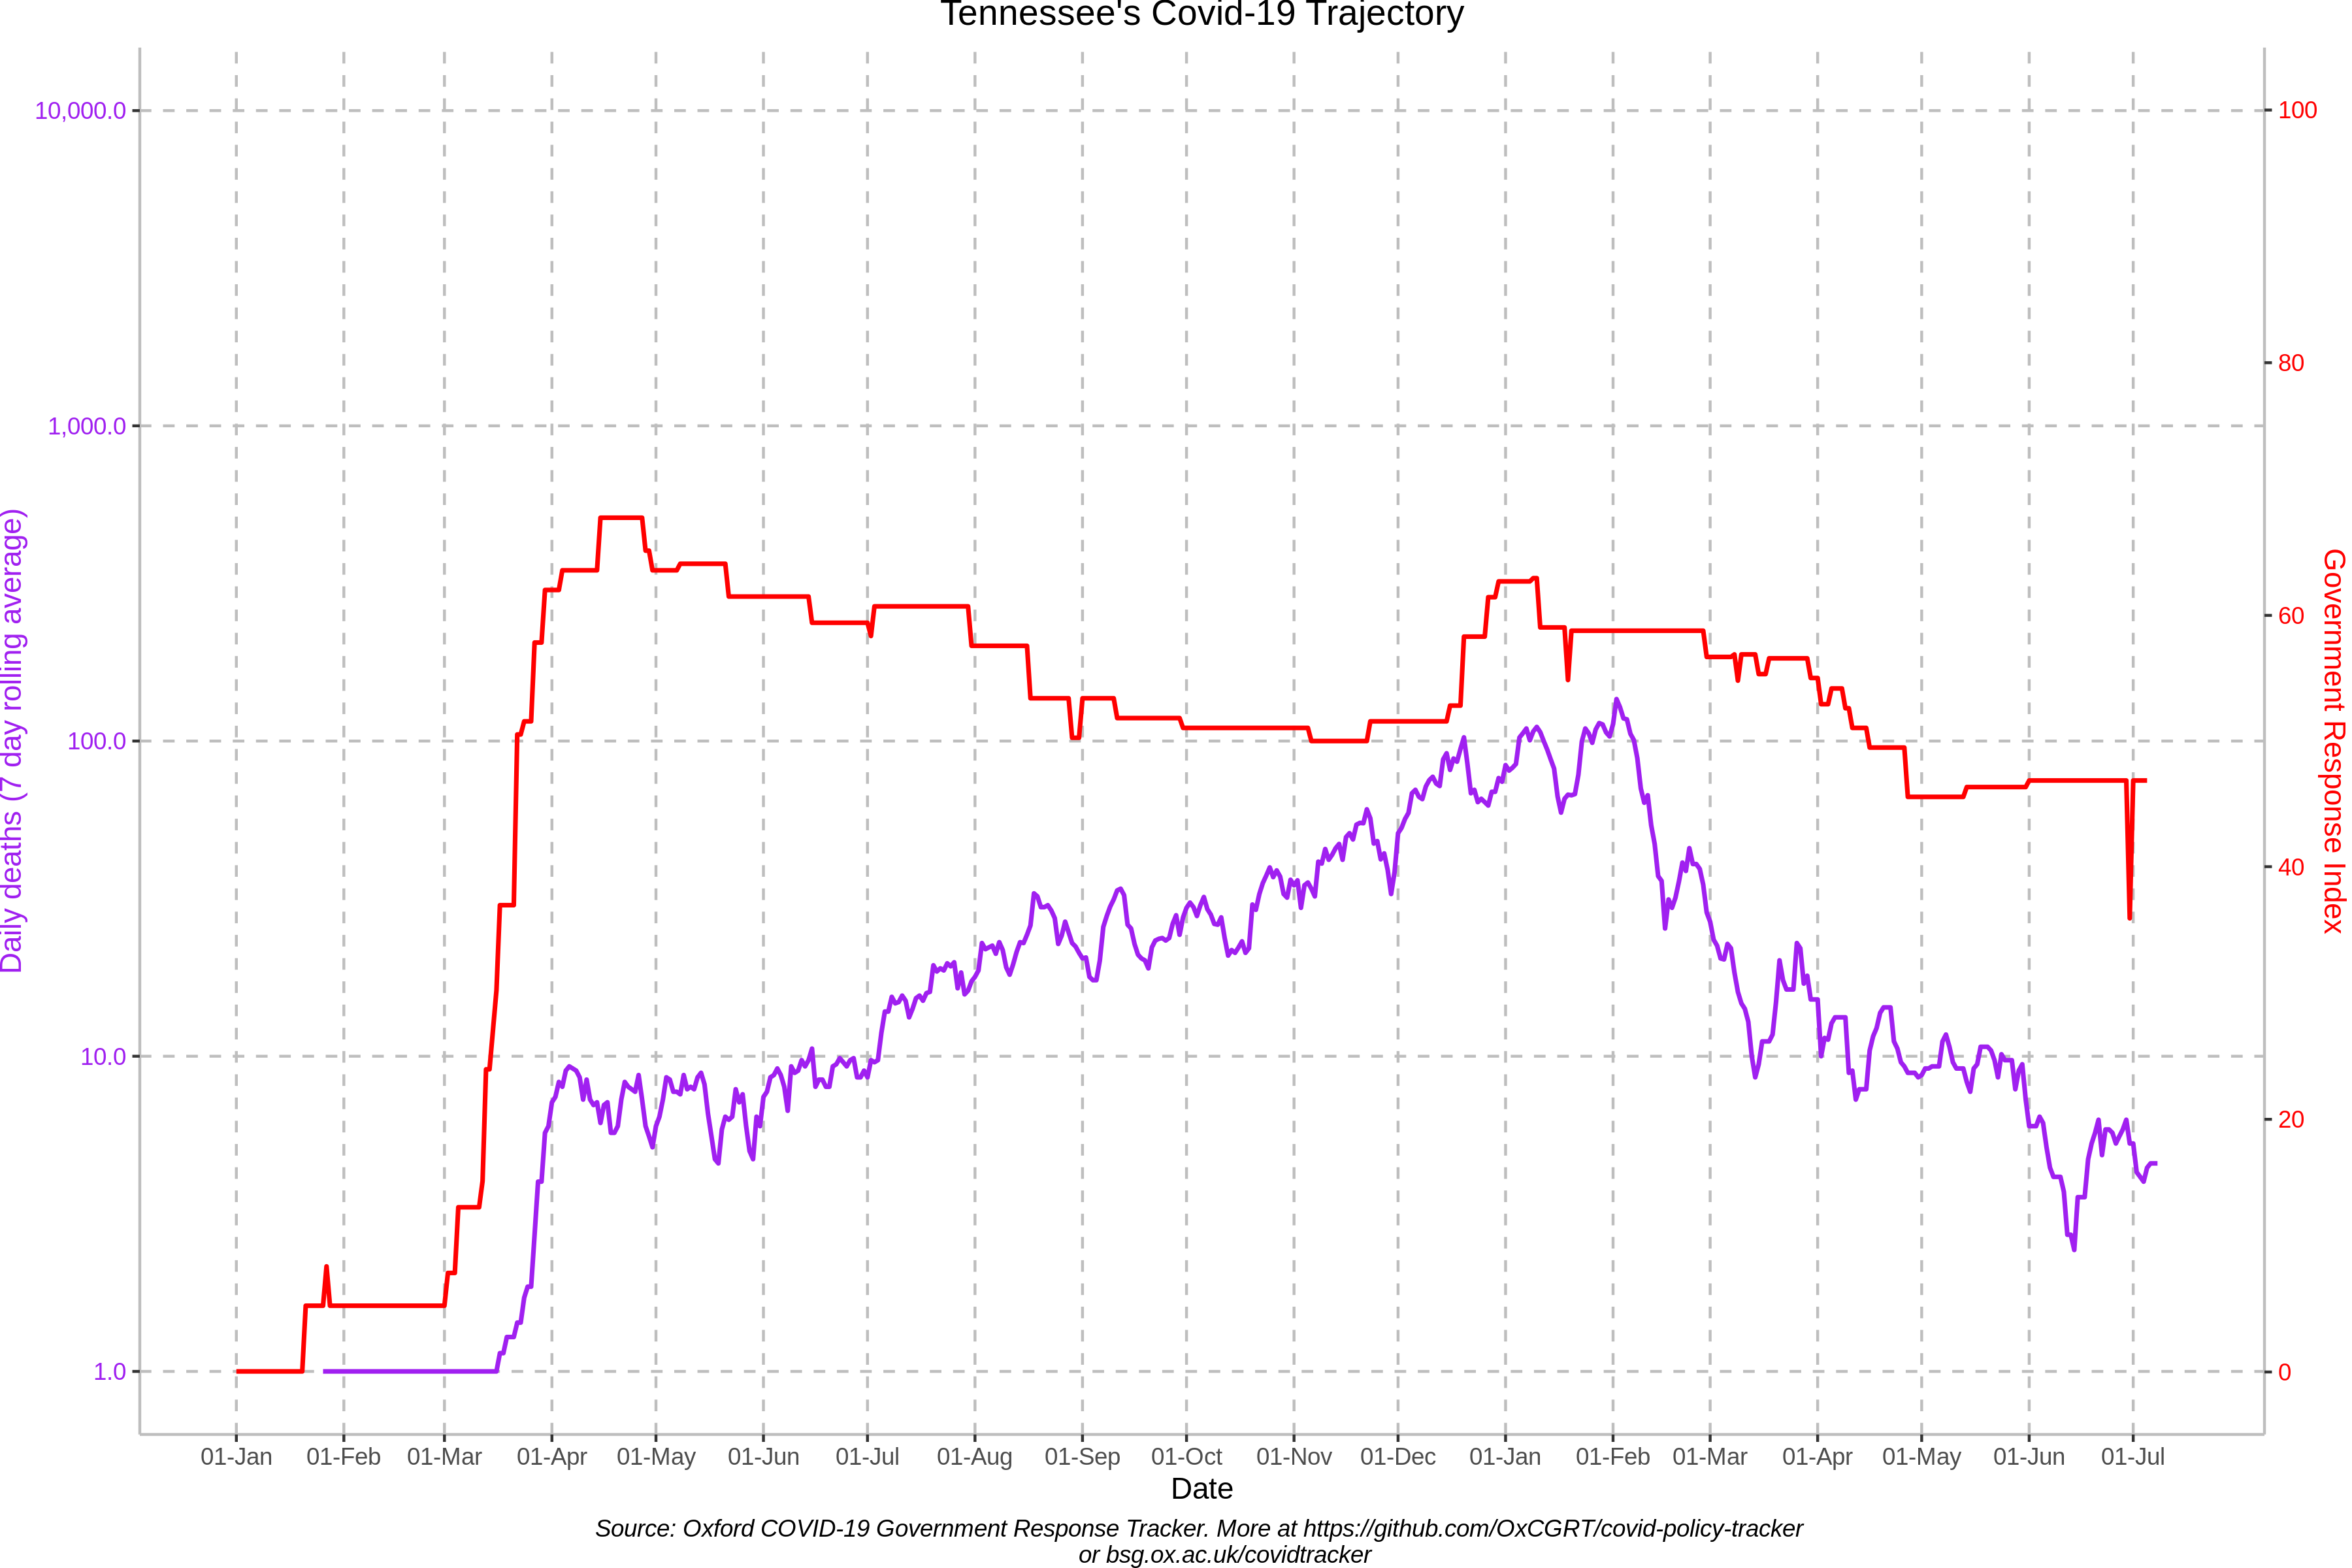 Tennessee's Covid-19 Trajectory
10,000.0
1,000.0
100.0
10.0
1.0
Daily deaths (7 day rolling average)
100
80
60
40
20
0
Government Response Index
01-Jan 01-Feb 01-Mar 01-Apr 01-May 01-Jun 01-Jul 01-Aug 01-Sep 01-Oct 01-Nov 01-Dec 01-Jan 01-Feb 01-Mar 01-Apr 01-May 01-Jun 01-Jul
Date
Source: Oxford COVID-19 Government Response Tracker. More at https://github.com/OxCGRT/covid-policy-tracker
or bsg.ox.ac.uk/covidtracker